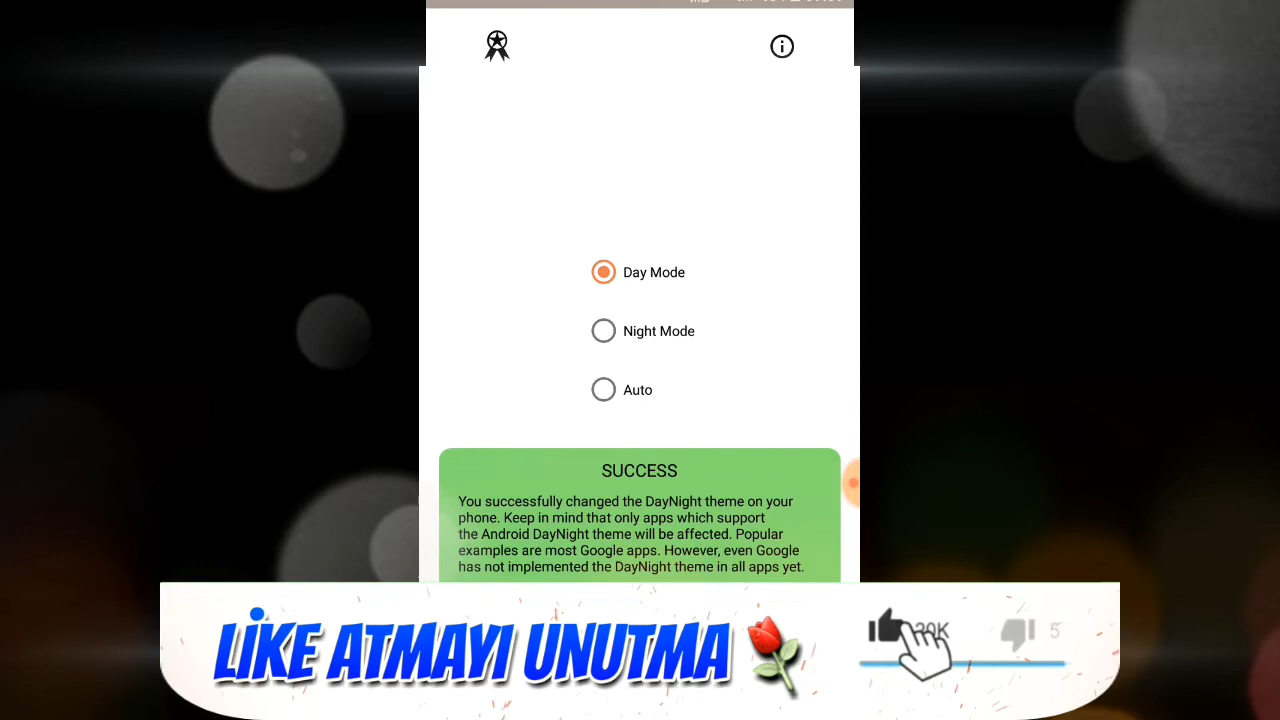 Day Mode
Night Mode
Auto
SUCCESS
You successfully changed the DayNight theme on your
phone. Keep in mind that only apps which support
the Android DayNight theme will be affected. Popular
examples are most Google apps. However, even Google
has not implemented the DayNight theme in all apps yet.
LİKE ATMAYI UNUTMA
5